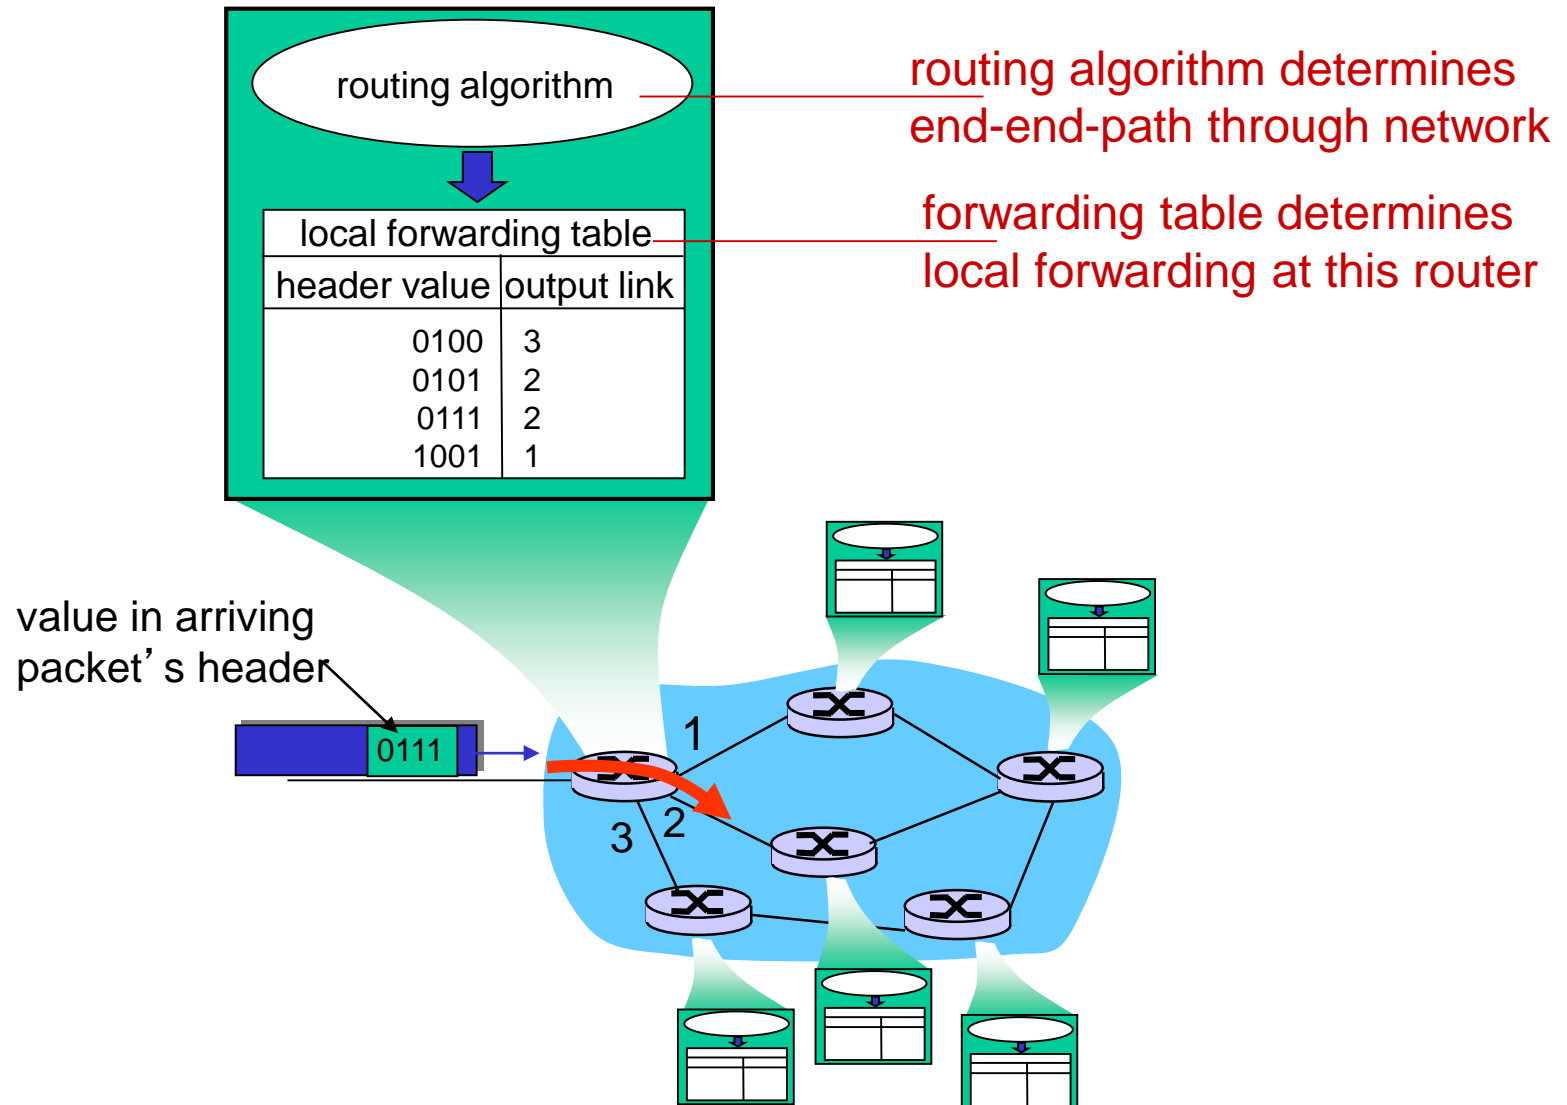 routing algorithm
routing algorithm determines
end-end-path through network
local forwarding table
forwarding table determines
local forwarding at this router
header value output link
0100 3
0101 2
0111 2
1001 1
value in arriving
packet’s header
0111
1
2
3